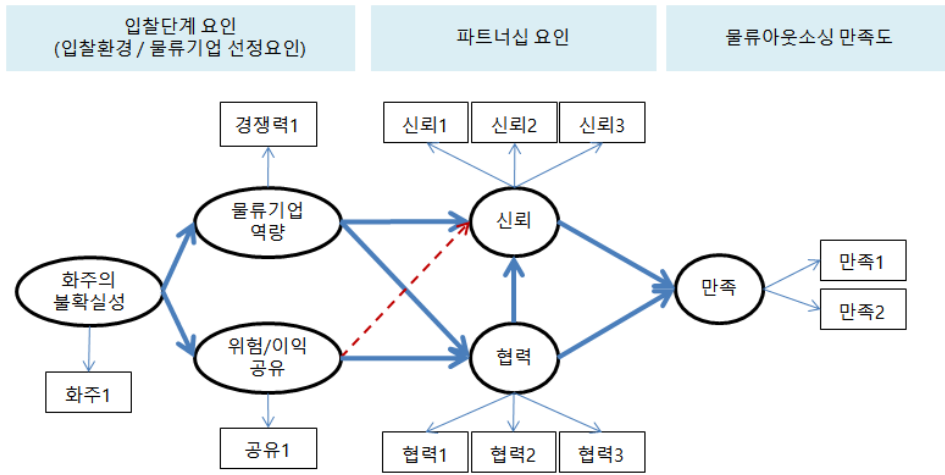 입찰단계 요인
(입찰환경 / 물류기업 선정요인)
파트너십 요인
물류아웃소싱 만족도
경쟁력1
신뢰1
신뢰2
신뢰3
물류기업
역량
신뢰
화주의
불확실성
만족
만족1
만족2
위험/이익
공유
협력
화주1
공유1
협력1
협력2
협력3